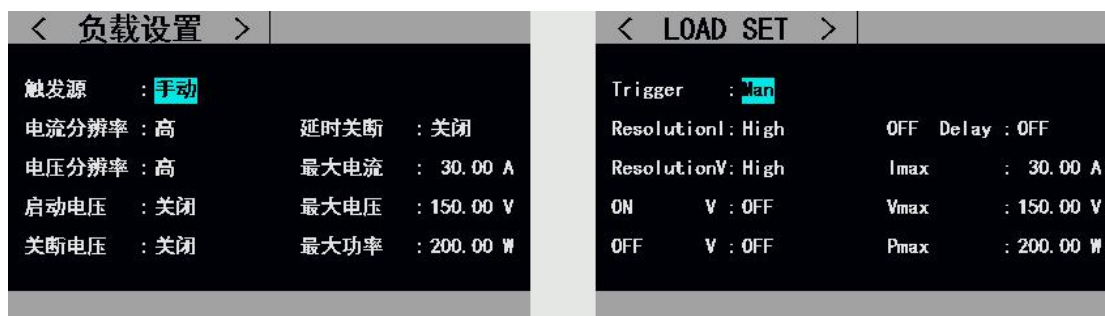 < 负载设置 >
触发源 : 手动
电流分辨率 : 高 延时关断 : 关闭
电压分辨率 : 高 最大电流 : 30.00 A
启动电压 : 关闭 最大电压 : 150.00 V
关断电压 : 关闭 最大功率 : 200.00 W
< LOAD SET >
Trigger : Man
ResolutionI: High OFF Delay : OFF
ResolutionV: High Imax : 30.00 A
ON V : OFF Vmax : 150.00 V
OFF V : OFF Pmax : 200.00 W